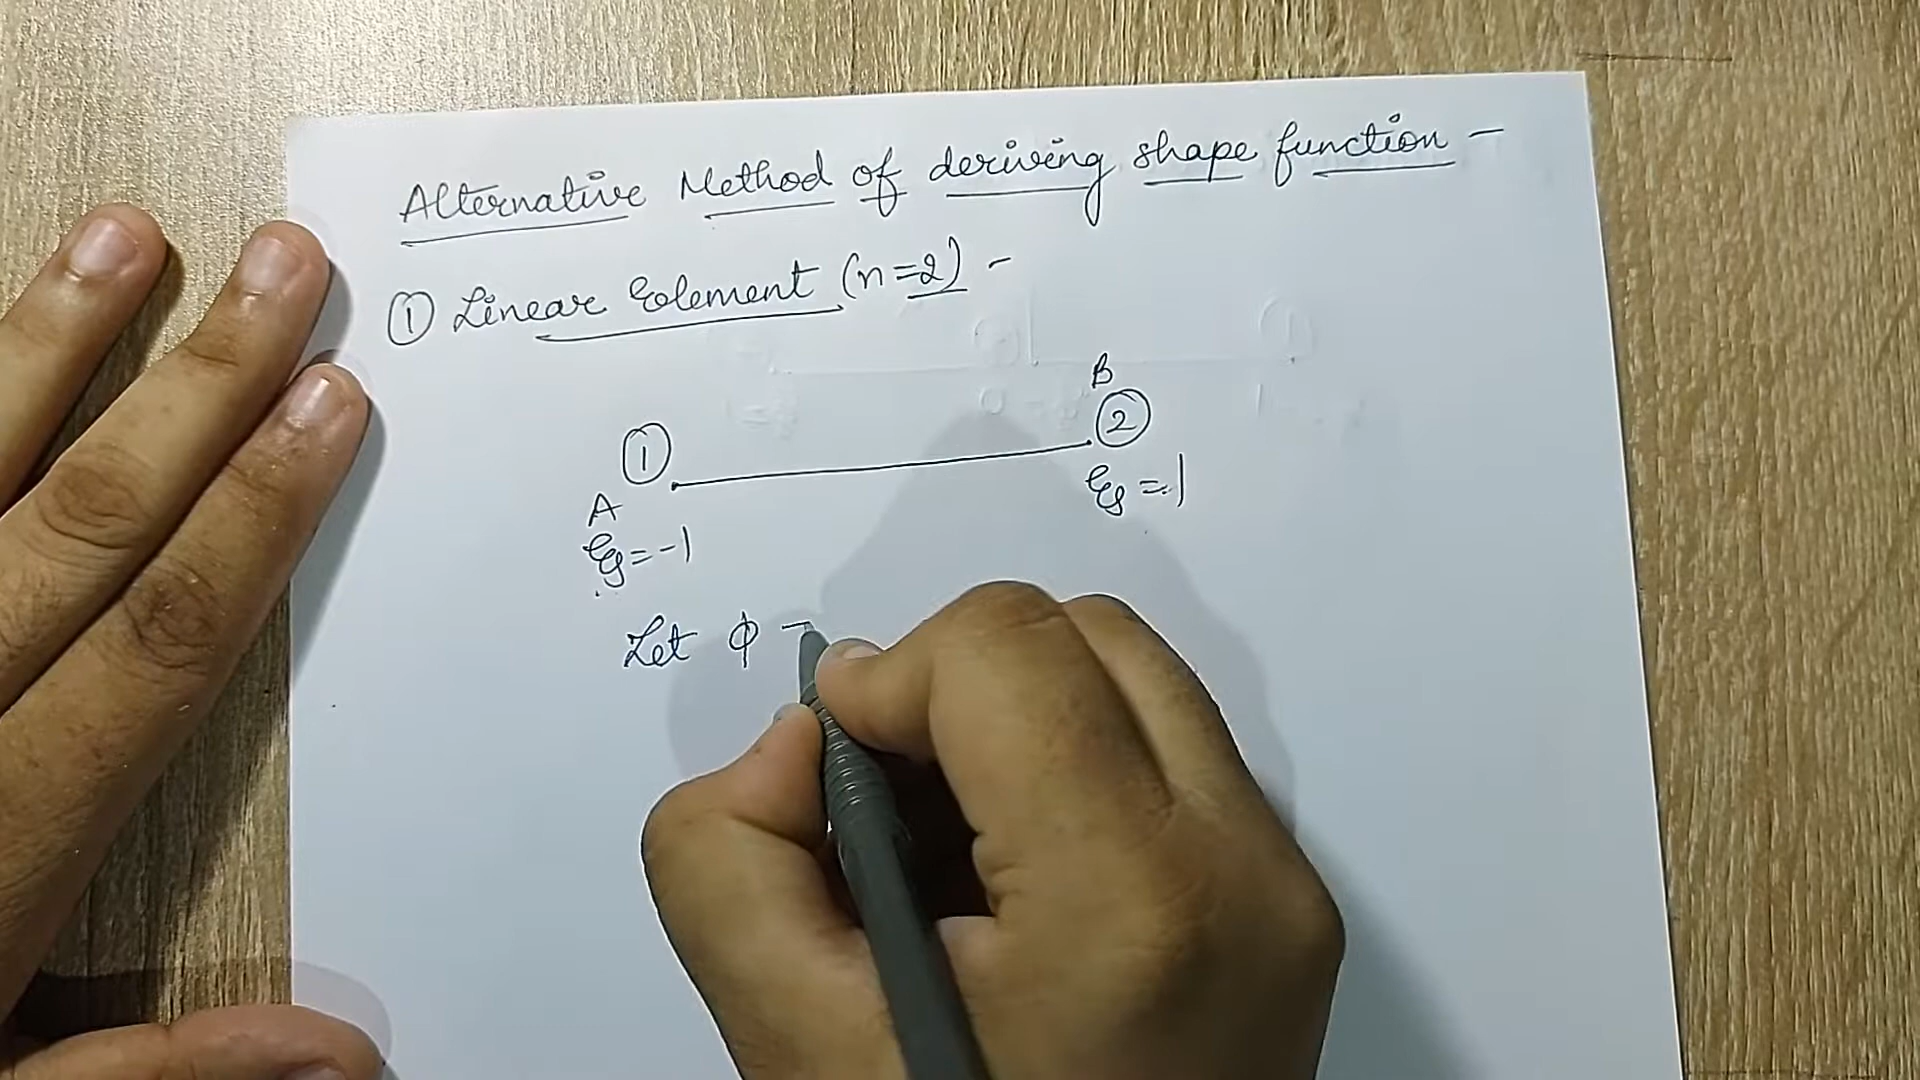 Alternative Method of deriving shape function -
① Linear Element (n=2) -
B
① ②
A
ξ = 1
ξ = -1
Let ϕ